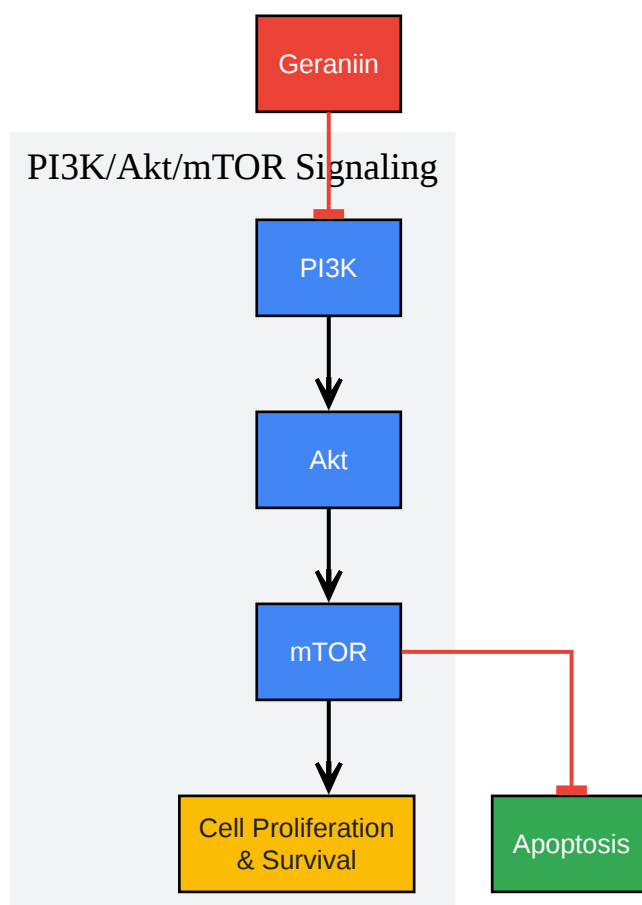 Geraniin
PI3K/Akt/mTOR Signaling
PI3K
Akt
mTOR
Cell Proliferation
& Survival
Apoptosis